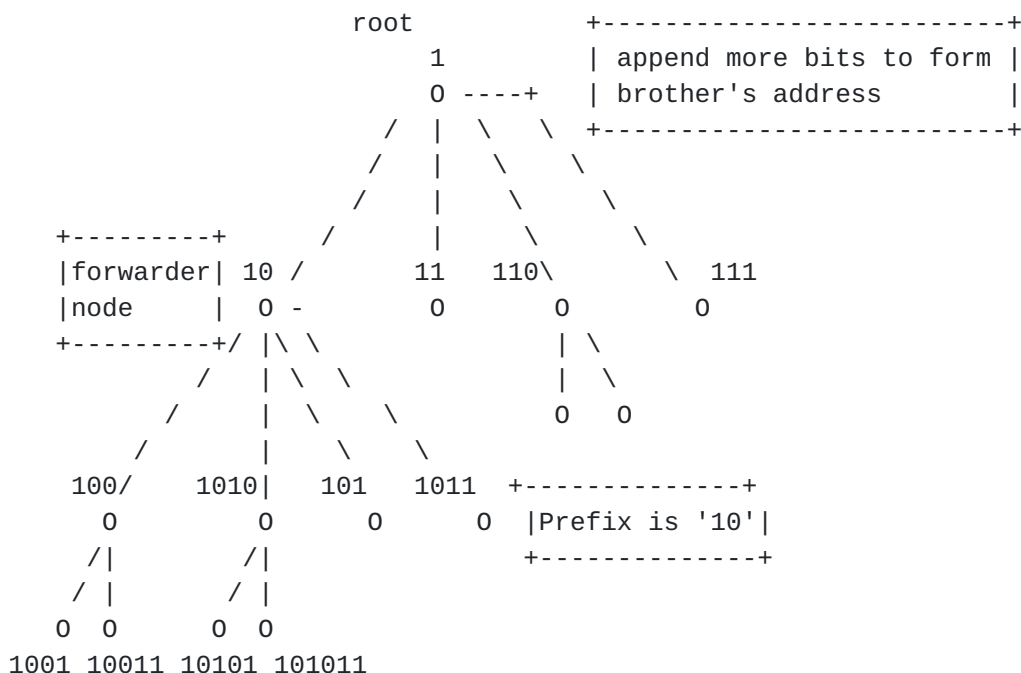 root           +--------------------------+
                           1         | append more bits to form |
                           O ----+   | brother's address        |
                        /  |  \   \  +--------------------------+
                       /   |   \    \
                      /    |    \     \
   +---------+      /      |     \      \
   |forwarder| 10 /       11   110\       \  111
   |node     |  O -        O       O        O
   +---------+/ |\ \               | \
            /   | \  \             |  \
          /     |  \    \          O   O
        /       |    \    \
    100/    1010|   101   1011  +--------------+
      O         O      O      O  |Prefix is '10'|
     /|        /|                +--------------+
    / |       / |
   O  O      O  O
1001 10011 10101 101011